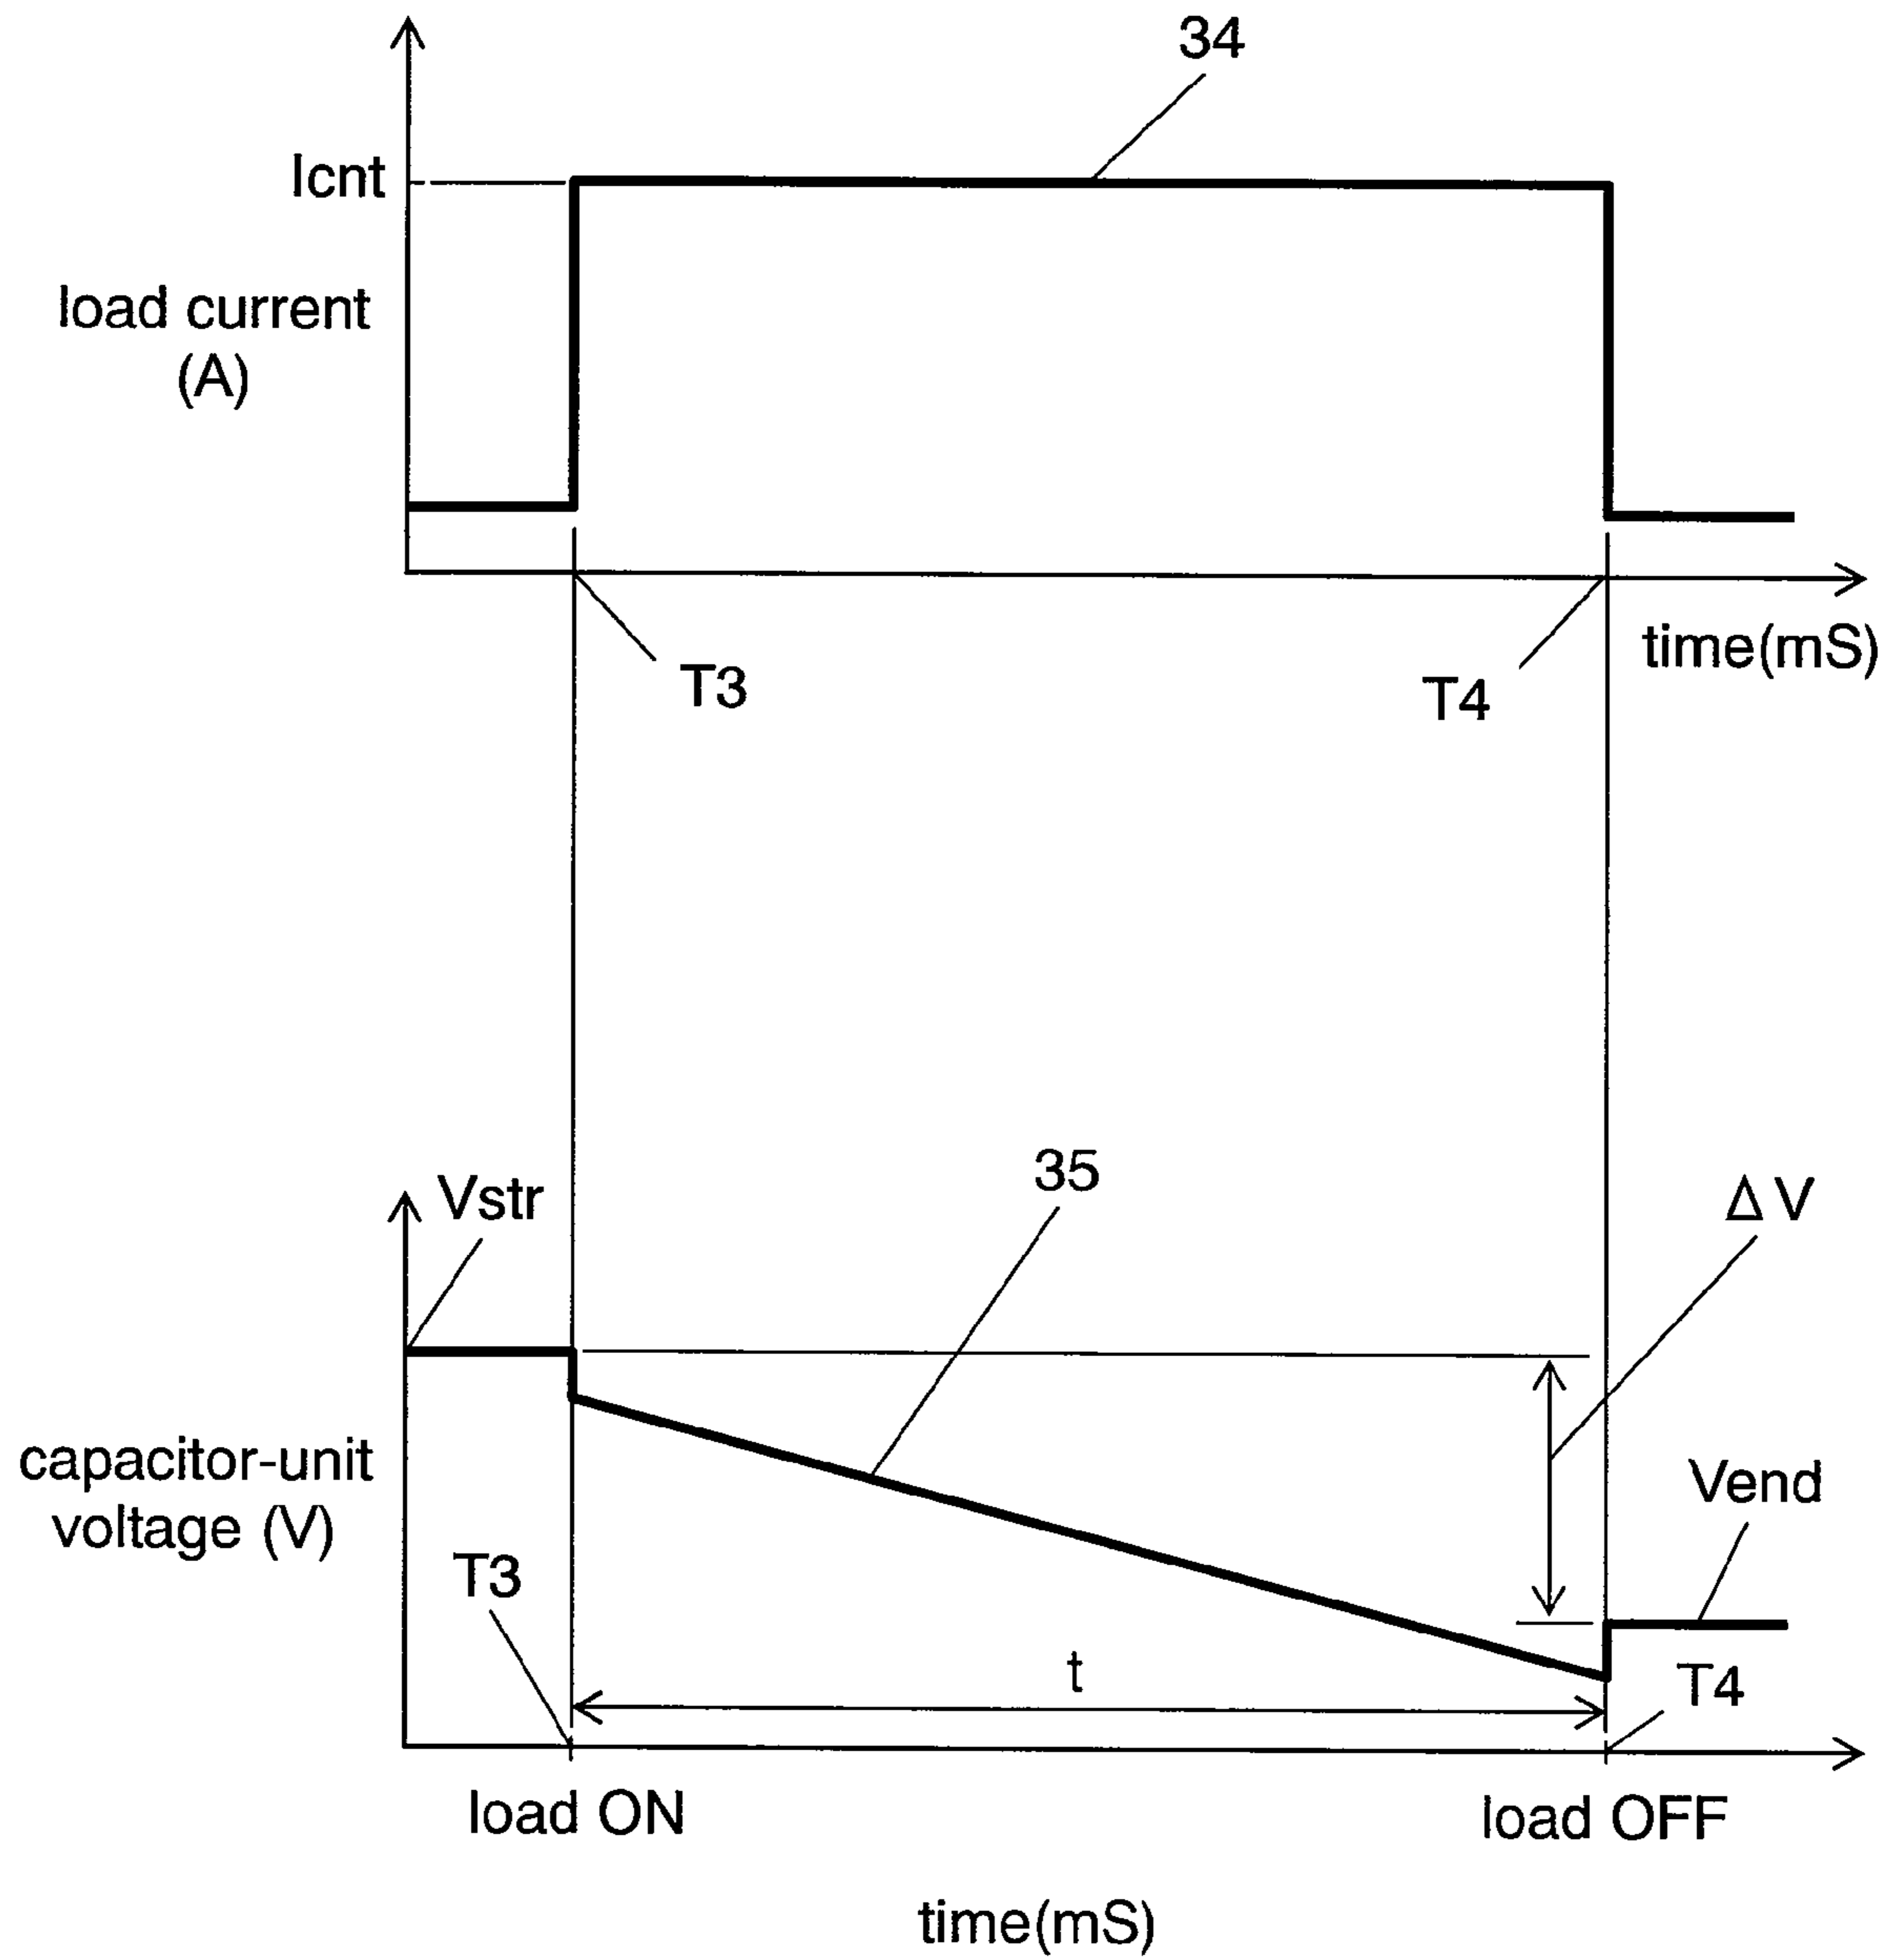 34
Icnt
load current
(A)
time(mS)
T3
T4
35
Vstr
Δ V
capacitor-unit
voltage (V)
Vend
T3
t
T4
load ON
load OFF
time(mS)